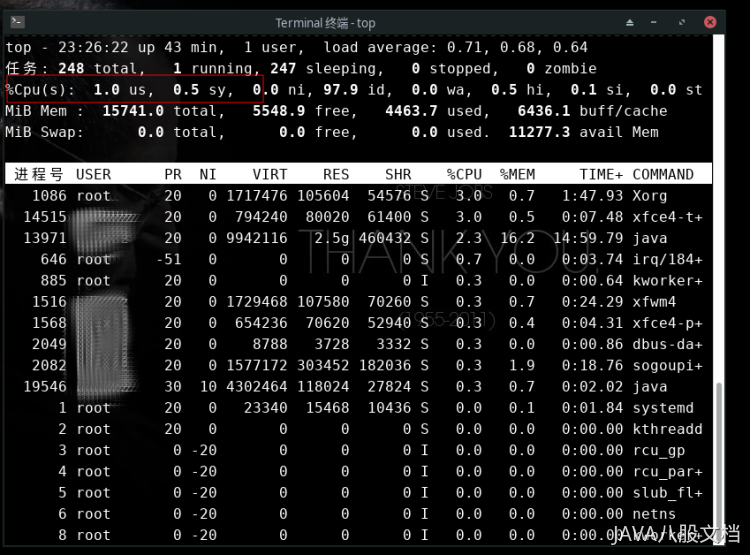 Terminal 终端 - top
top - 23:26:22 up 43 min,  1 user,  load average: 0.71, 0.68, 0.64
任务: 248 total,   1 running, 247 sleeping,   0 stopped,   0 zombie
%Cpu(s):  1.0 us,  0.5 sy,  0.0 ni, 97.9 id,  0.0 wa,  0.5 hi,  0.1 si,  0.0 st
MiB Mem :  15741.0 total,   5548.9 free,   4463.7 used,   6436.1 buff/cache
MiB Swap:      0.0 total,      0.0 free,      0.0 used.  11277.3 avail Mem
进程号 USER      PR  NI    VIRT    RES    SHR    %CPU  %MEM     TIME+ COMMAND
1086 root      20   0 1717476 105604  54576 S   3.0   0.7   1:47.93 Xorg
STEVE JOBS
14515           20   0  794240  80020  61400 S   3.0   0.5   0:07.48 xfce4-t+
13971           20   0 9942116   2.5g 460432 S   2.3  16.2  14:59.79 java
THANK YOU!
646 root     -51   0       0      0      0 S   0.7   0.0   0:03.74 irq/184+
885 root      20   0       0      0      0 I   0.3   0.0   0:00.64 kworker+
1516           20   0 1729468 107580  70260 S   0.3   0.7   0:24.29 xfwm4
1568           20   0  654236  70620  52940 S   0.3   0.4   0:04.31 xfce4-p+
(1955-2011)
2049           20   0    8788   3728   3332 S   0.3   0.0   0:00.86 dbus-da+
2082           20   0 1577172 303452 182036 S   0.3   1.9   0:18.76 sogoupi+
19546           30  10 4302464 118024  27824 S   0.3   0.7   0:02.02 java
1 root      20   0   23340  15468  10436 S   0.0   0.1   0:01.84 systemd
2 root      20   0       0      0      0 S   0.0   0.0   0:00.00 kthreadd
3 root       0 -20       0      0      0 I   0.0   0.0   0:00.00 rcu_gp
4 root       0 -20       0      0      0 I   0.0   0.0   0:00.00 rcu_par+
5 root       0 -20       0      0      0 I   0.0   0.0   0:00.00 slub_fl+
6 root       0 -20       0      0      0 I   0.0   0.0   0:00.00 netns
8 root       0 -20       0      0      0 I   0.0   0.0   0:00.00
JAVA八股文档